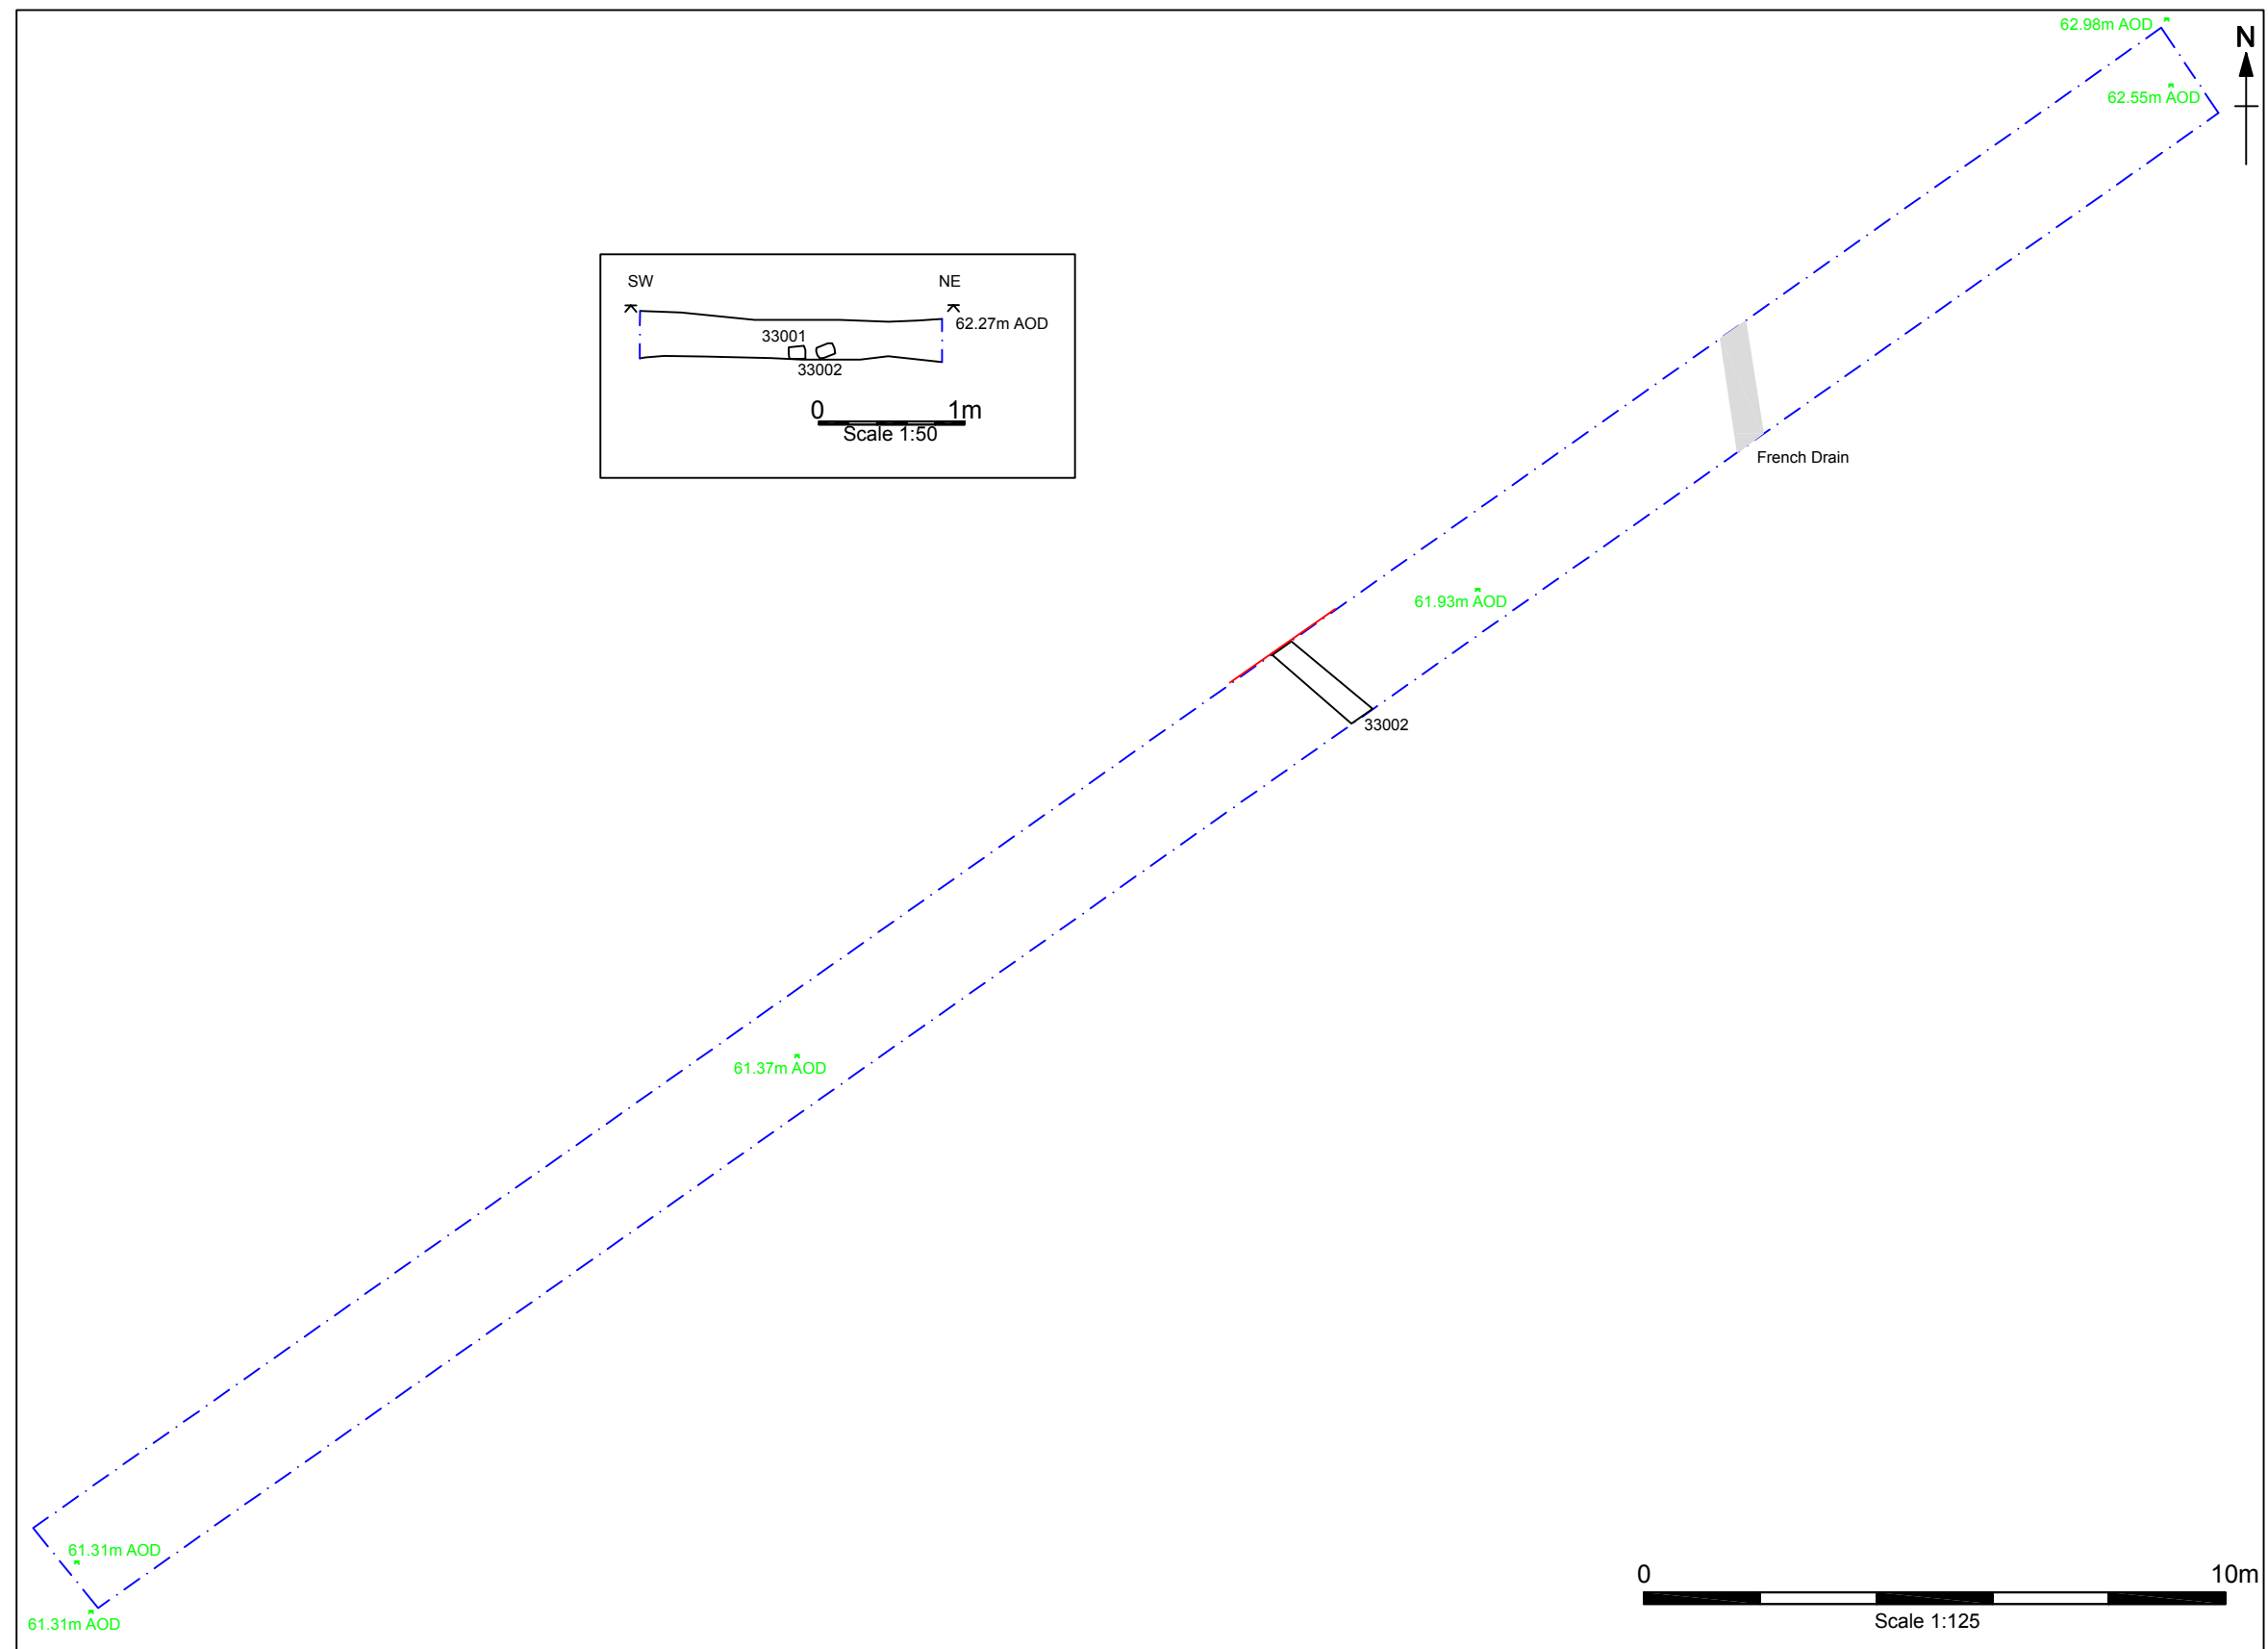 62.98m AOD
N
62.55m AOD
SW NE
62.27m AOD
33001
33002
0 1m
Scale 1:50
French Drain
61.93m AOD
33002
61.37m AOD
61.31m AOD
61.31m AOD
0 10m
Scale 1:125